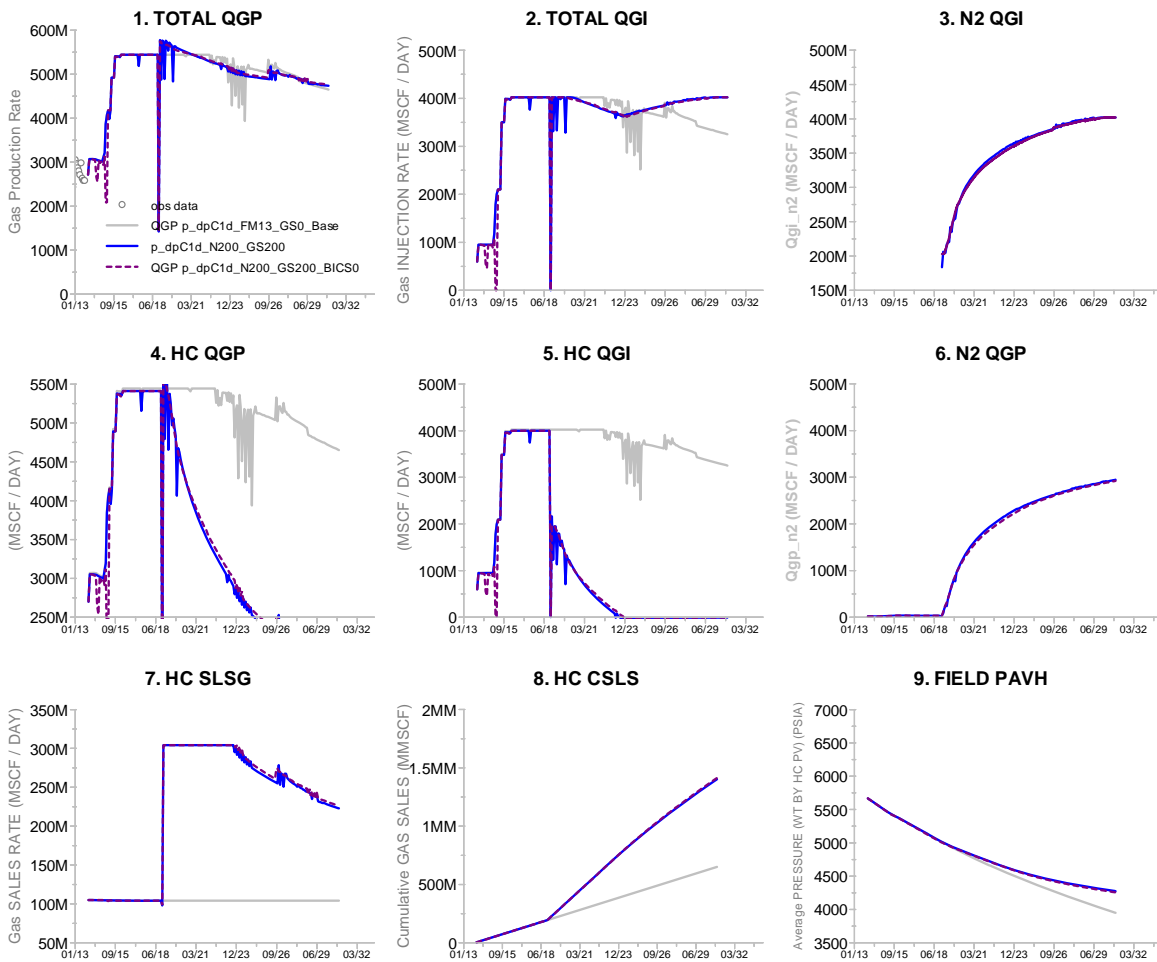 1. TOTAL QGP
Gas Production Rate
600M
500M
400M
300M
200M
100M
0
obs data
QGP p_dpC1d_FM13_GS0_Base
p_dpC1d_N200_GS200
QGP p_dpC1d_N200_GS200_BICS0
01/13 09/15 06/18 03/21 12/23 09/26 06/29 03/32
2. TOTAL QGI
Gas INJECTION RATE (MSCF / DAY)
500M
400M
300M
200M
100M
0
01/13 09/15 06/18 03/21 12/23 09/26 06/29 03/32
3. N2 QGI
Qgi_n2 (MSCF / DAY)
500M
450M
400M
350M
300M
250M
200M
150M
01/13 09/15 06/18 03/21 12/23 09/26 06/29 03/32
4. HC QGP
(MSCF / DAY)
550M
500M
450M
400M
350M
300M
250M
01/13 09/15 06/18 03/21 12/23 09/26 06/29 03/32
5. HC QGI
(MSCF / DAY)
500M
400M
300M
200M
100M
0
01/13 09/15 06/18 03/21 12/23 09/26 06/29 03/32
6. N2 QGP
Qgp_n2 (MSCF / DAY)
500M
400M
300M
200M
100M
0
01/13 09/15 06/18 03/21 12/23 09/26 06/29 03/32
7. HC SLSG
Gas SALES RATE (MSCF / DAY)
350M
300M
250M
200M
150M
100M
50M
01/13 09/15 06/18 03/21 12/23 09/26 06/29 03/32
8. HC CSLS
Cumulative GAS SALES (MMSCF)
2MM
1.5MM
1MM
500M
0
01/13 09/15 06/18 03/21 12/23 09/26 06/29 03/32
9. FIELD PAVH
Average PRESSURE (WT BY HC PV) (PSIA)
7000
6500
6000
5500
5000
4500
4000
3500
01/13 09/15 06/18 03/21 12/23 09/26 06/29 03/32